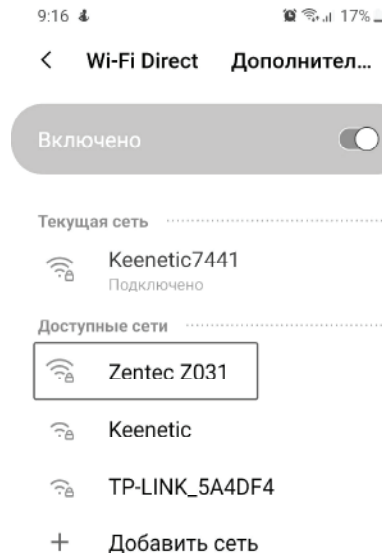 9:16 17%
Wi-Fi Direct Дополнител...
Включено
Текущая сеть
Keenetic7441
Подключено
Доступные сети
Zentec Z031
Keenetic
TP-LINK_5A4DF4
Добавить сеть